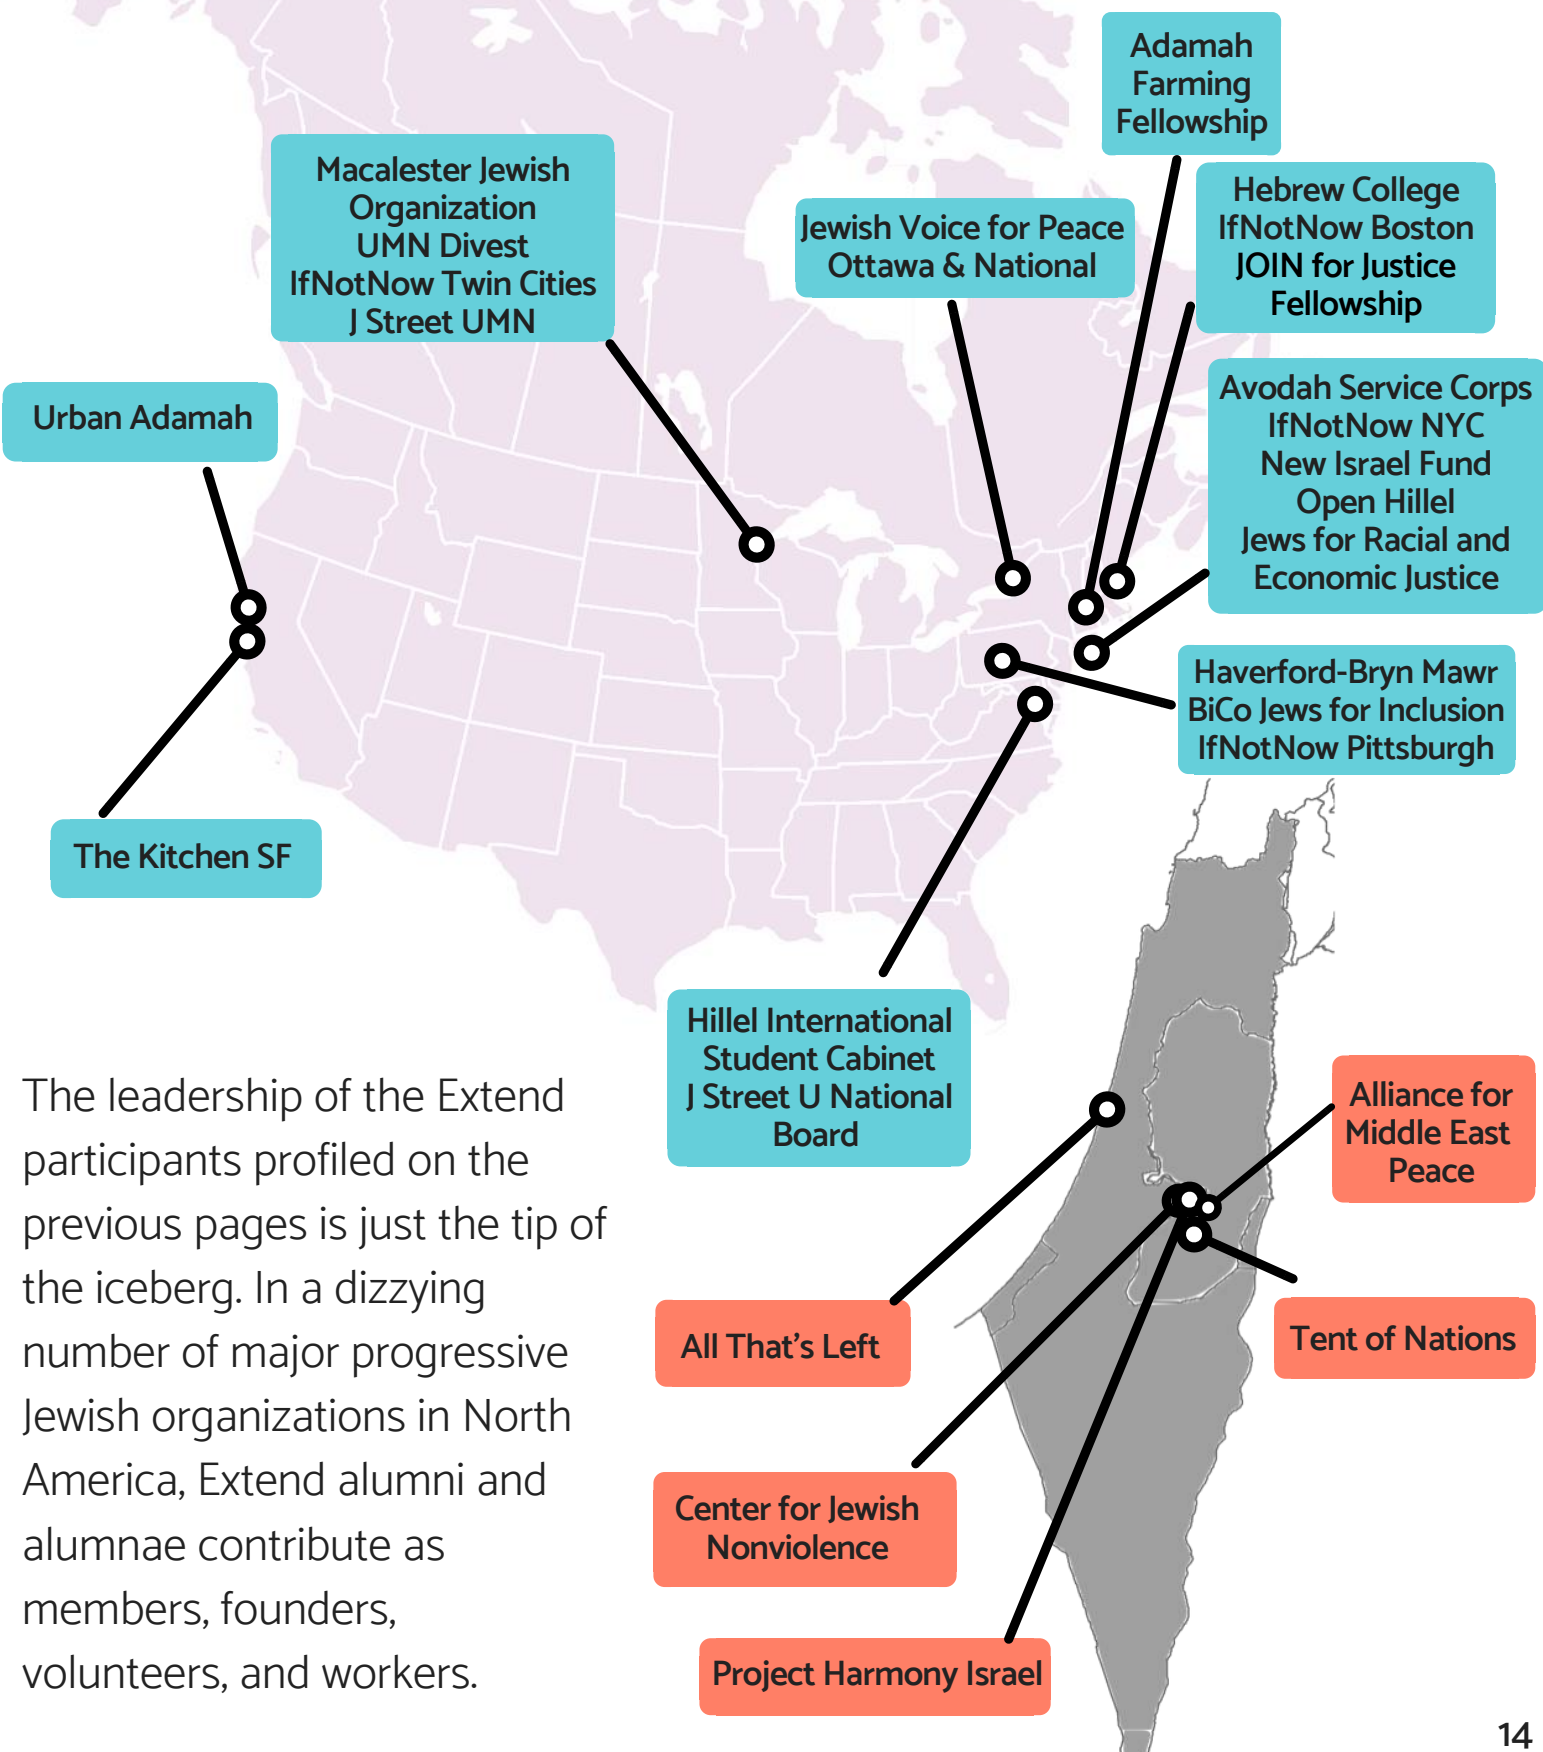 Adamah
Farming
Fellowship
Macalester Jewish
Organization
UMN Divest
IfNotNow Twin Cities
J Street UMN
Jewish Voice for Peace
Ottawa & National
Hebrew College
IfNotNow Boston
JOIN for Justice
Fellowship
Urban Adamah
Avodah Service Corps
IfNotNow NYC
New Israel Fund
Open Hillel
Jews for Racial and
Economic Justice
Haverford-Bryn Mawr
BiCo Jews for Inclusion
IfNotNow Pittsburgh
The Kitchen SF
Hillel International
Student Cabinet
J Street U National
Board
The leadership of the Extend
participants profiled on the
previous pages is just the tip of
the iceberg. In a dizzying
number of major progressive
Jewish organizations in North
America, Extend alumni and
alumnae contribute as
members, founders,
volunteers, and workers.
Alliance for
Middle East
Peace
All That's Left
Tent of Nations
Center for Jewish
Nonviolence
Project Harmony Israel
14